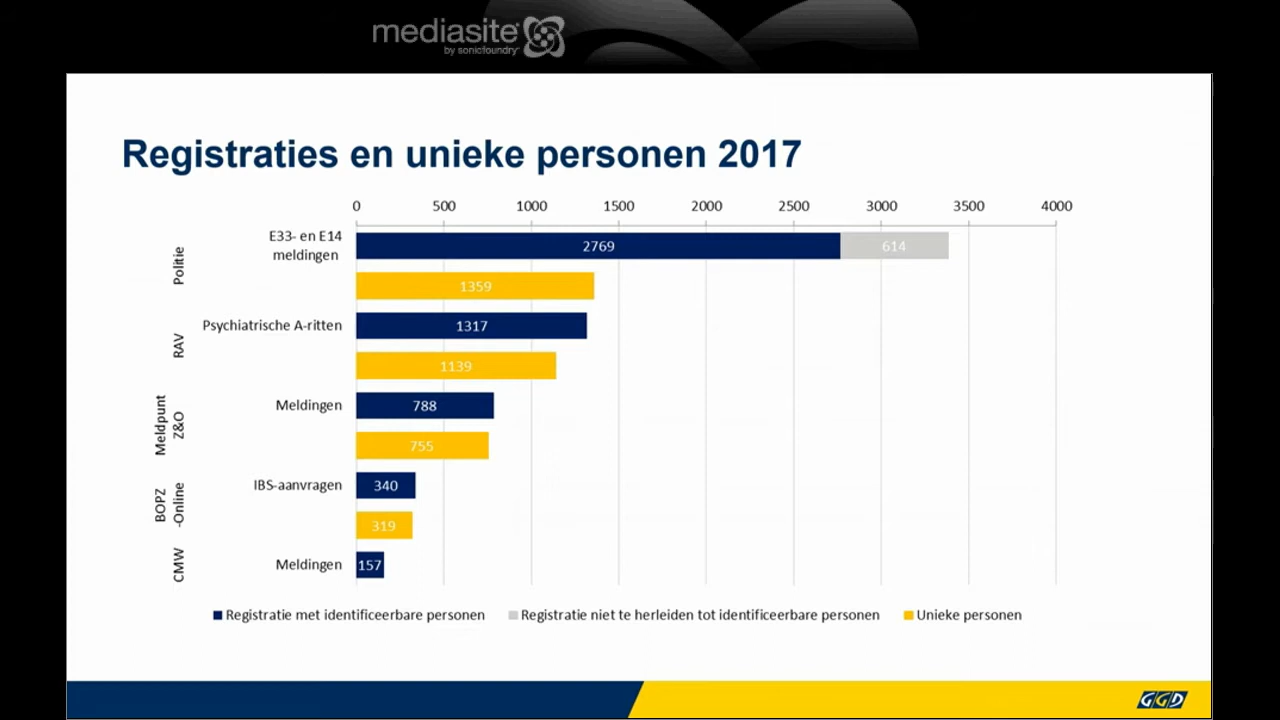 mediasite
by sonicfoundry
Registraties en unieke personen 2017
0 500 1000 1500 2000 2500 3000 3500 4000
Politie
E33- en E14
meldingen
2769
614
1359
RAV
Psychiatrische A-ritten
1317
1139
Meldpunt
Z&O
Meldingen
788
755
BOPZ
-Online
IBS-aanvragen
340
319
CMW
Meldingen
157
Registratie met identificeerbare personen
Registratie niet te herleiden tot identificeerbare personen
Unieke personen
GGD